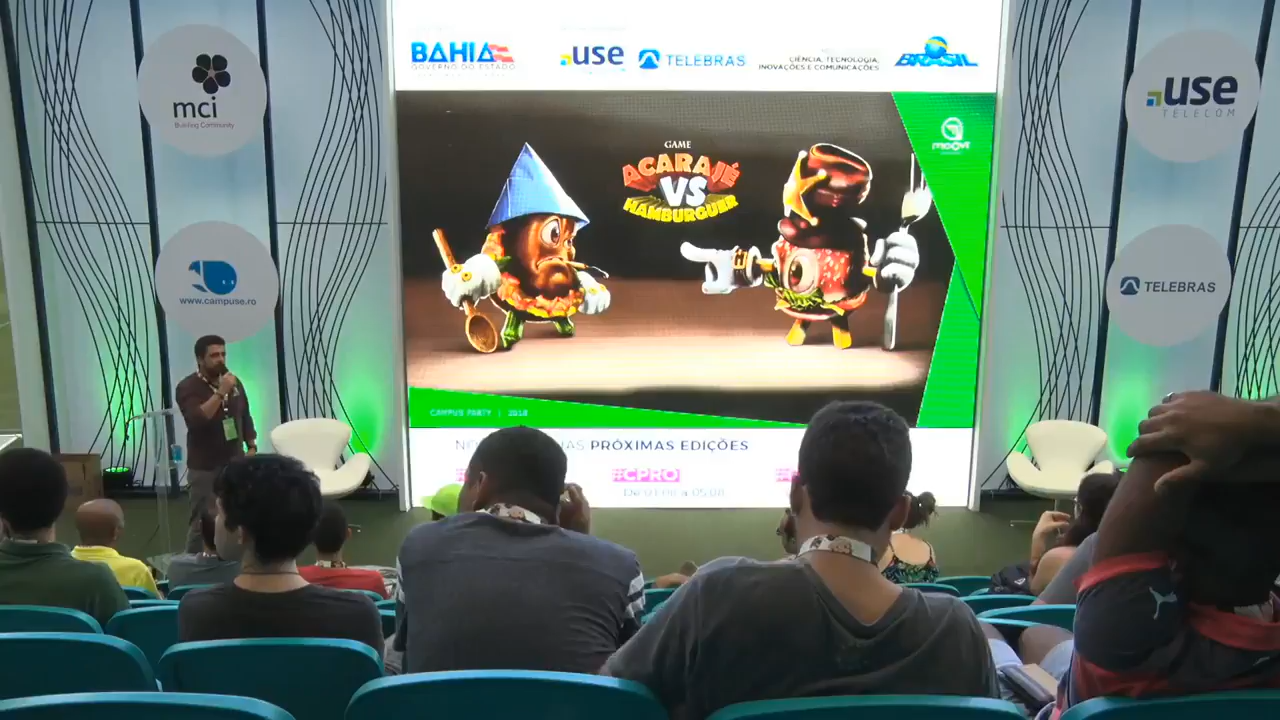 BAHIA
GOVERNO DO ESTADO
use
TELEBRAS
CIÊNCIA, TECNOLOGIA,
INOVAÇÕES E COMUNICAÇÕES
BRASIL
mci
Building Community
www.campuse.ro
GAME
ACARAJÉ
VS
HAMBURGUER
moovi
CAMPUS PARTY | 2018
PRÓXIMAS EDIÇÕES
#CPRO
use
TELECOM
TELEBRAS